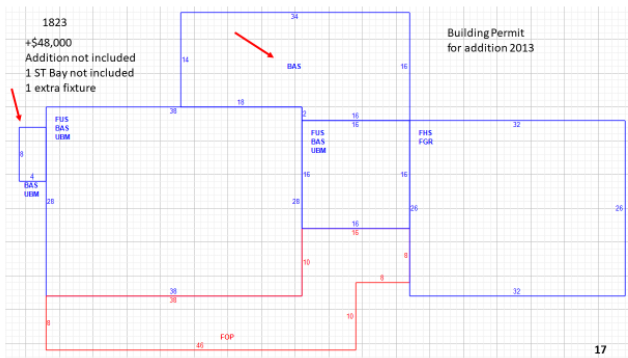 1823
+$48,000
Addition not included
1 ST Bay not included
1 extra fixture
Building Permit
for addition 2013
34
14
BAS
16
18
38
2
16
16
32
FUS
BAS
UBM
FUS
BAS
UBM
FHS
FGR
8
4
BAS
UBM
28
28
16
16
26
26
16
16
10
8
8
38
38
32
8
10
FOP
46
17